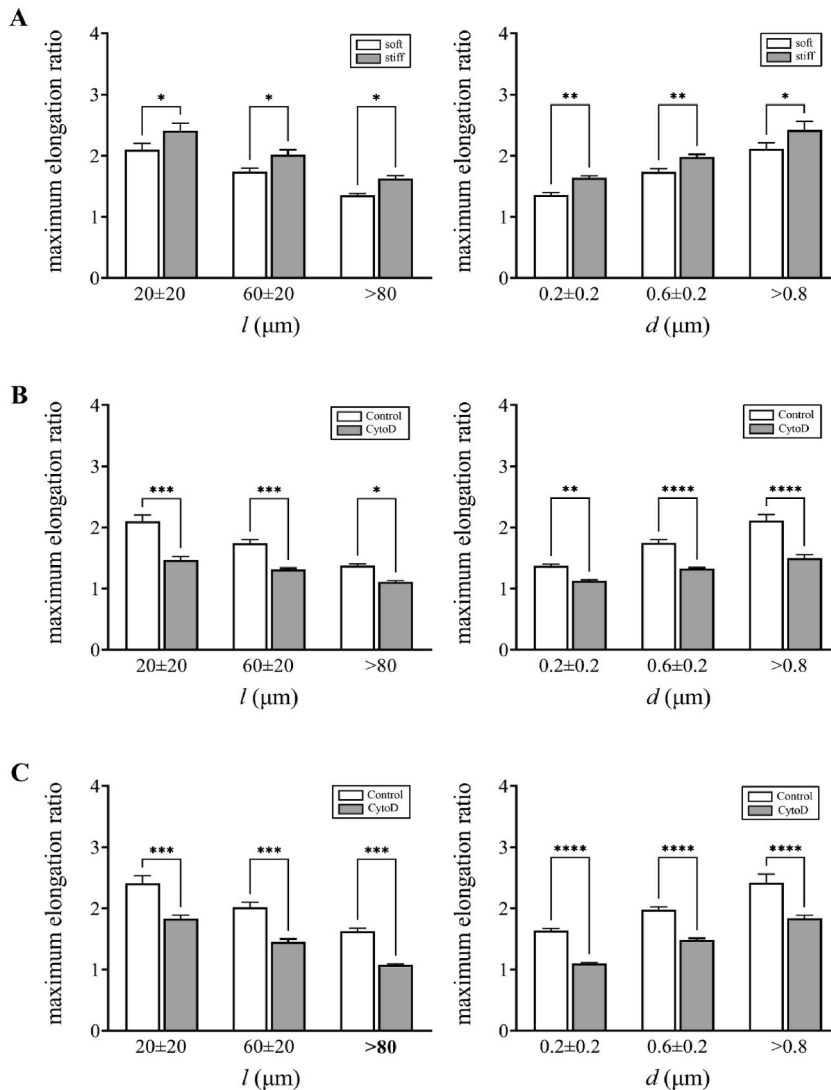 A
maximum elongation ratio
4
3
2
1
0
soft
stiff
*
*
*
20±20
60±20
>80
l (μm)
maximum elongation ratio
4
3
2
1
0
soft
stiff
**
**
*
0.2±0.2
0.6±0.2
>0.8
d (μm)
B
maximum elongation ratio
4
3
2
1
0
Control
CytoD
***
***
*
20±20
60±20
>80
l (μm)
maximum elongation ratio
4
3
2
1
0
Control
CytoD
**
****
****
0.2±0.2
0.6±0.2
>0.8
d (μm)
C
maximum elongation ratio
4
3
2
1
0
Control
CytoD
***
***
***
20±20
60±20
>80
l (μm)
maximum elongation ratio
4
3
2
1
0
Control
CytoD
****
****
****
0.2±0.2
0.6±0.2
>0.8
d (μm)